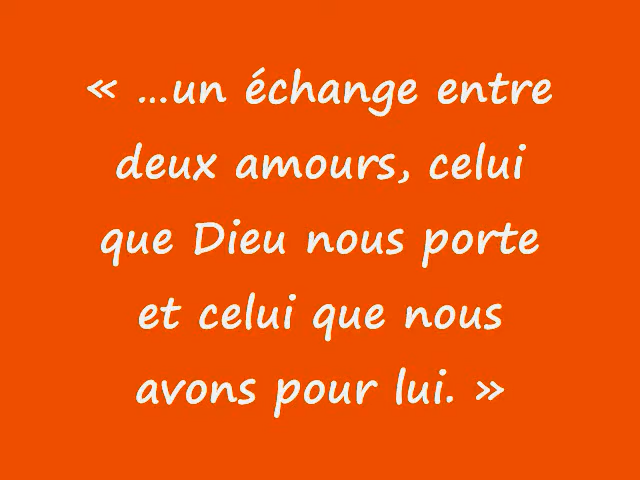 « ...un échange entre
deux amours, celui
que Dieu nous porte
et celui que nous
avons pour lui. »